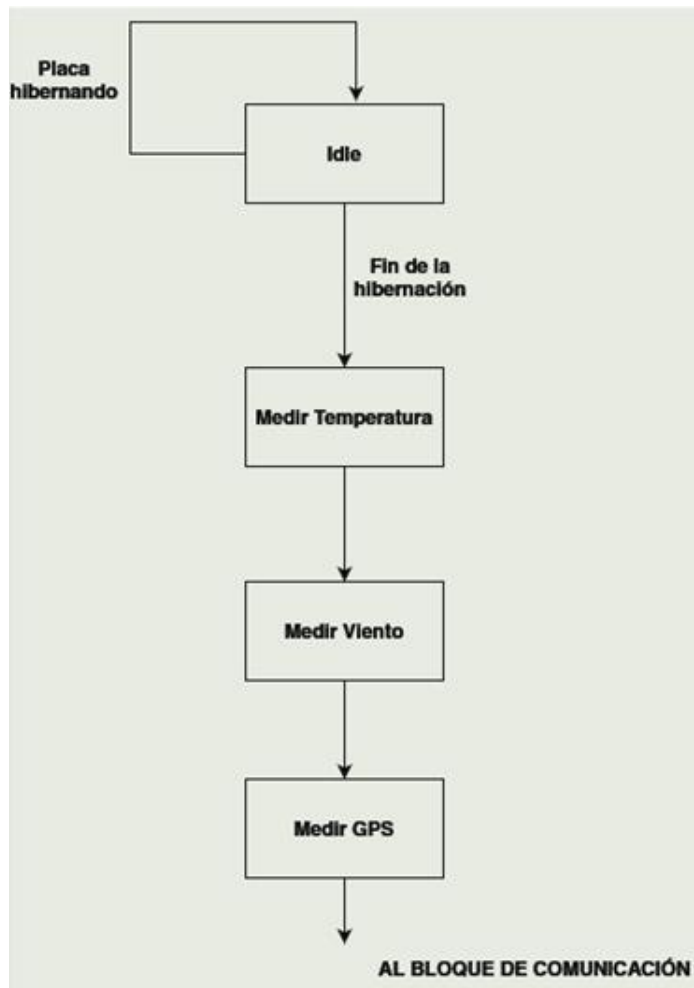 Placa
hibernando
Idle
Fin de la
hibernación
Medir Temperatura
Medir Viento
Medir GPS
AL BLOQUE DE COMUNICACIÓN